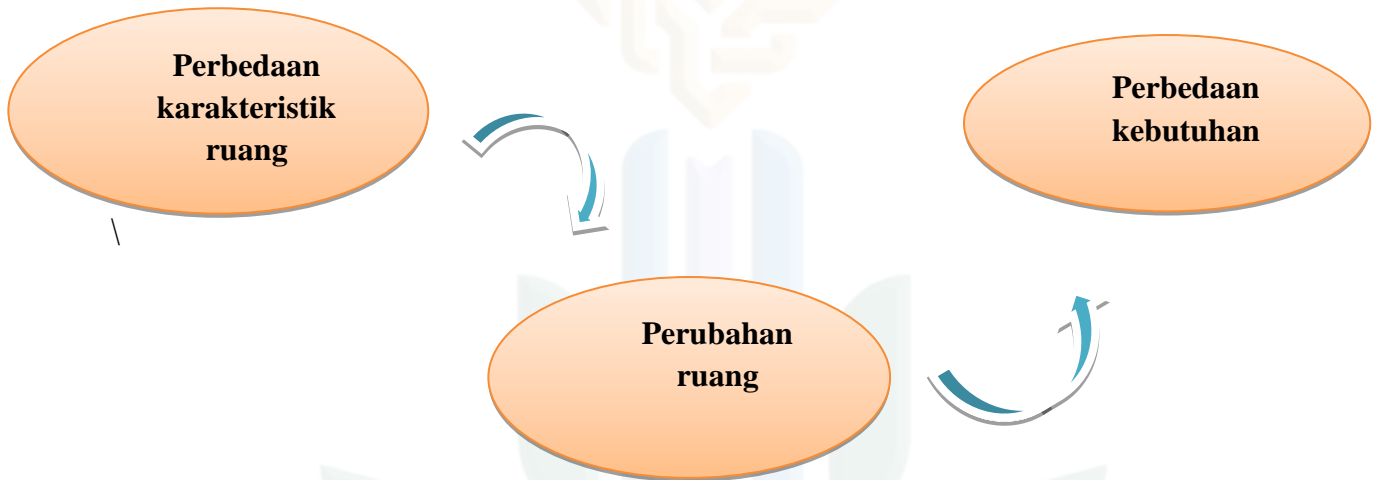 Perbedaan
karakteristik
ruang
Perbedaan
kebutuhan
Perubahan
ruang